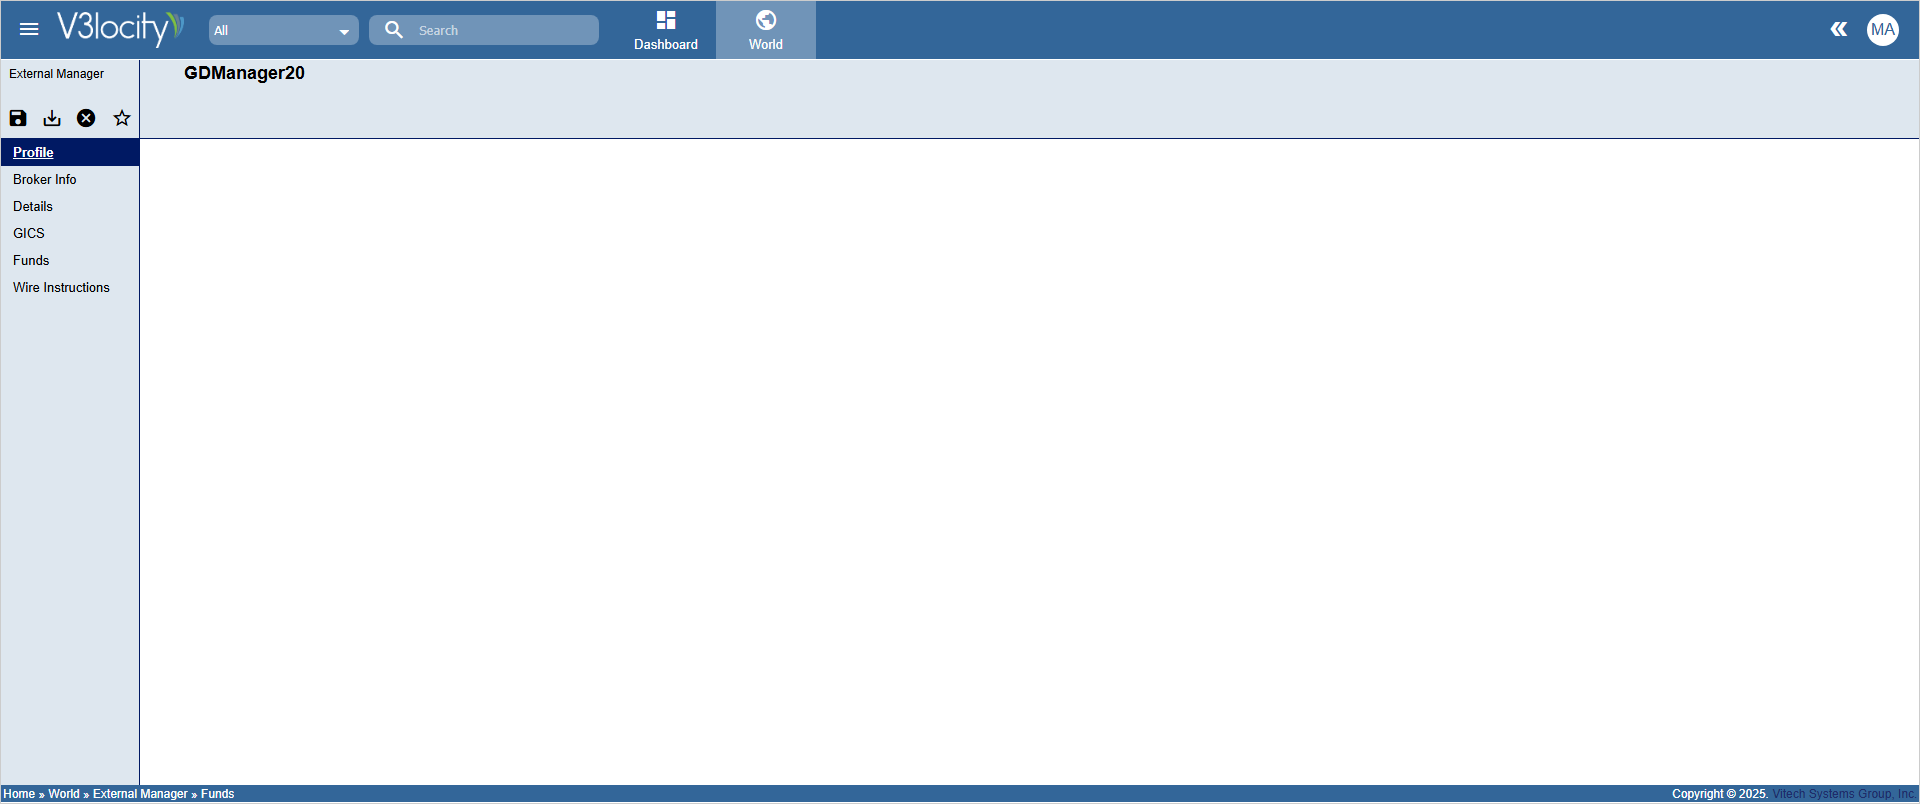 V3locity
All
Search
Dashboard
World
MA
External Manager
GDManager20
Profile
Broker Info
Details
GICS
Funds
Wire Instructions
Home » World » External Manager » Funds
Copyright © 2025. Vitech Systems Group, Inc.